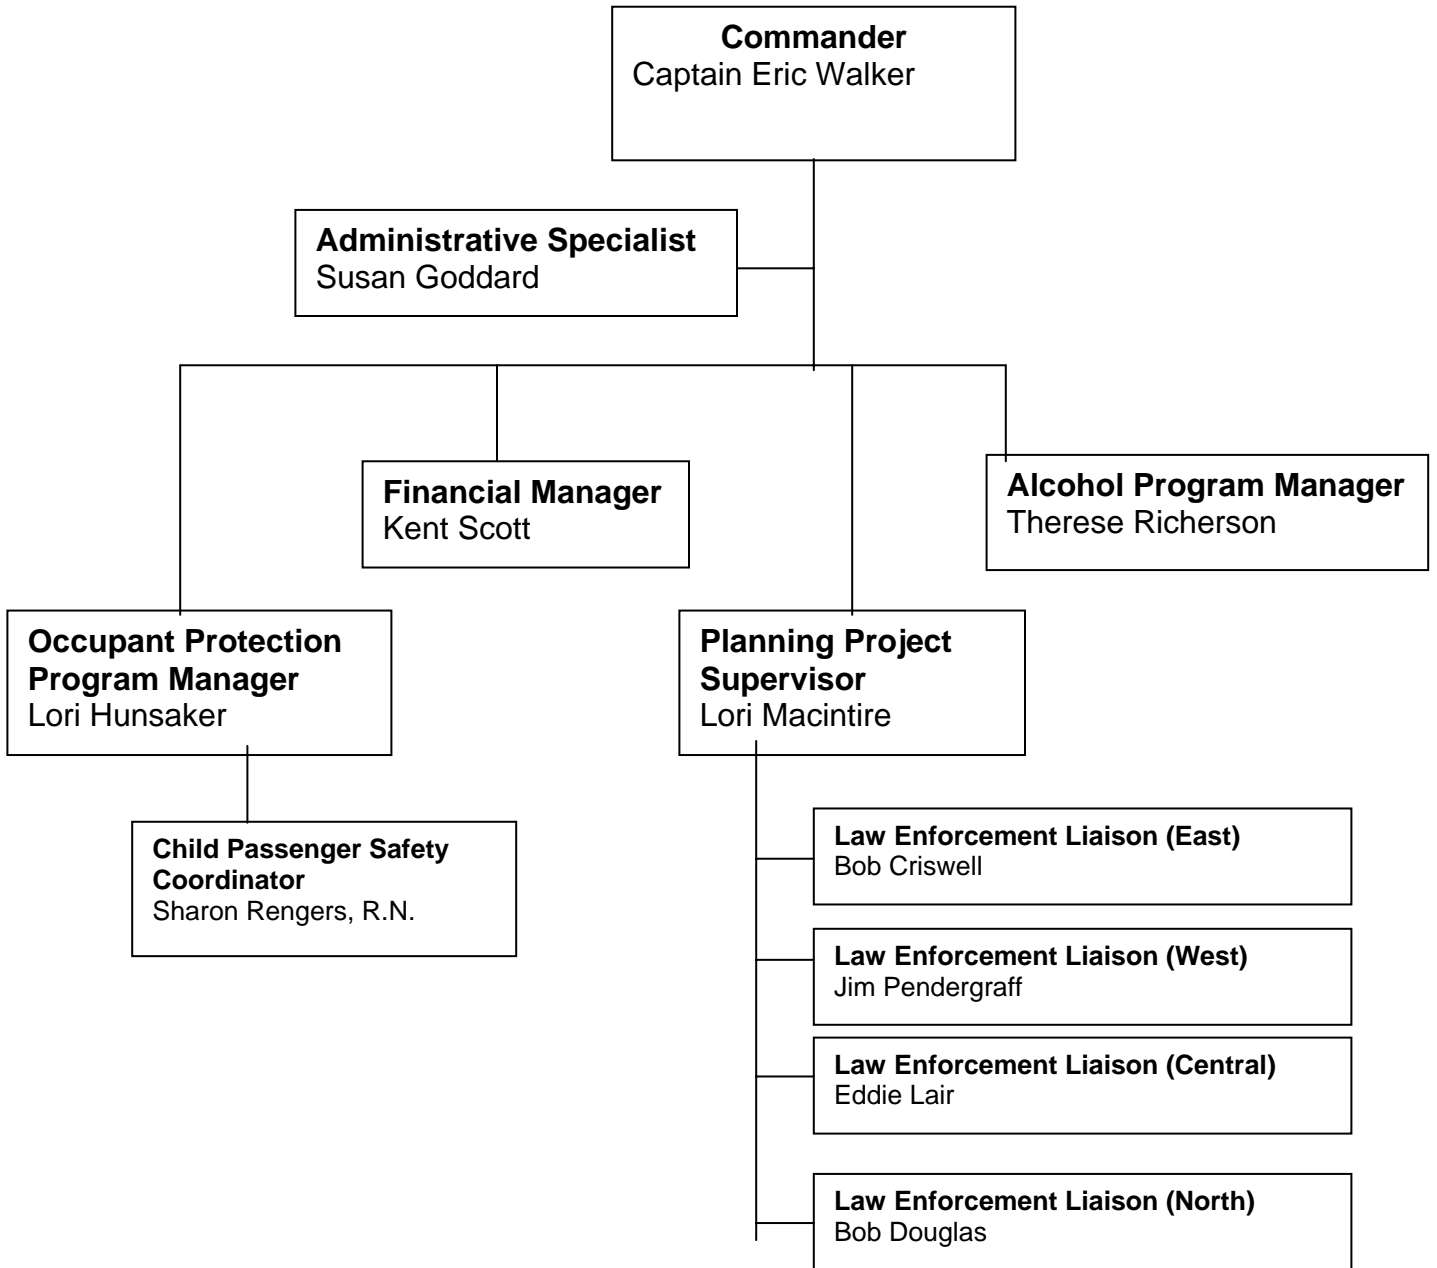 Commander
Captain Eric Walker
Administrative Specialist
Susan Goddard
Financial Manager
Kent Scott
Alcohol Program Manager
Therese Richerson
Occupant Protection
Program Manager
Lori Hunsaker
Planning Project
Supervisor
Lori Macintire
Child Passenger Safety
Coordinator
Sharon Rengers, R.N.
Law Enforcement Liaison (East)
Bob Criswell
Law Enforcement Liaison (West)
Jim Pendergraff
Law Enforcement Liaison (Central)
Eddie Lair
Law Enforcement Liaison (North)
Bob Douglas